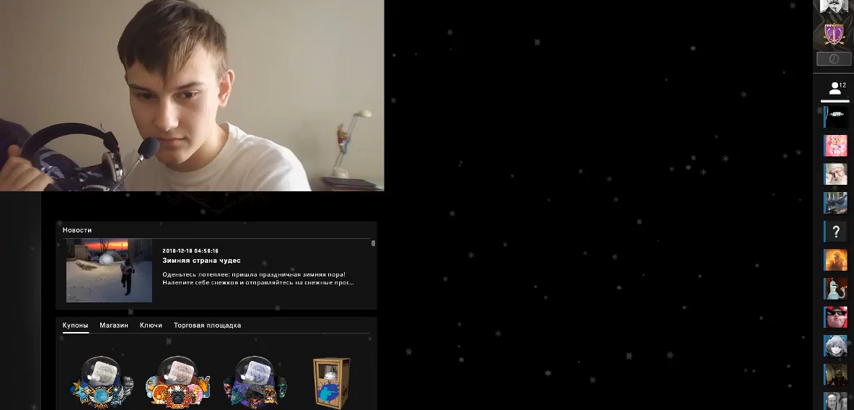 12
Новости
2018-12-18 04:58:16
Зимняя страна чудес
Оденьтесь потеплее: пришла праздничная зимняя пора!
Налепите себе снежков и отправляйтесь на снежные прос...
Купоны Магазин Ключи Торговая площадка
?